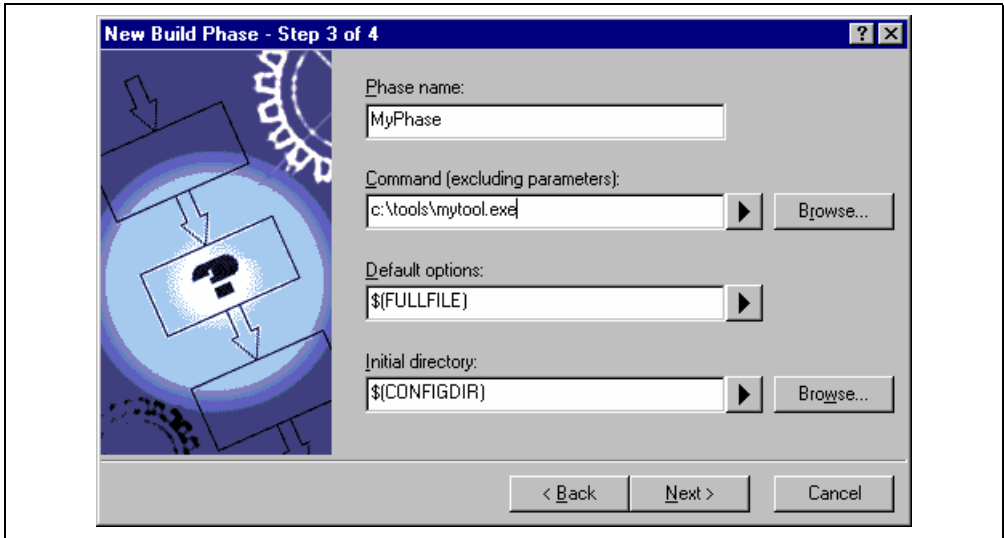 New Build Phase - Step 3 of 4
Phase name:
MyPhase
Command (excluding parameters):
c:\tools\mytool.exe
Browse...
Default options:
$(FULLFILE)
Initial directory:
$(CONFIGDIR)
Browse...
< Back
Next >
Cancel